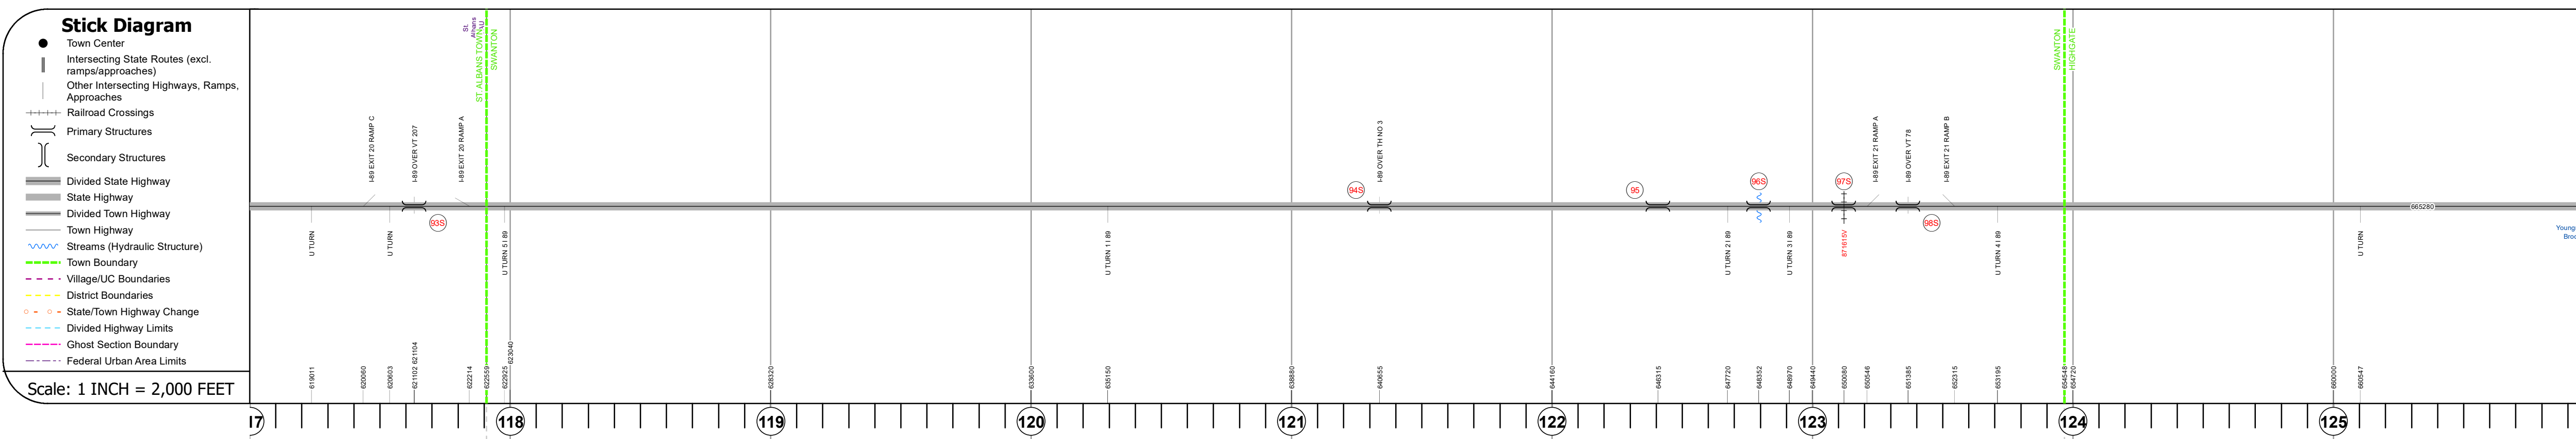 Stick Diagram
Town Center
Intersecting State Routes (excl.
ramps/approaches)
Other Intersecting Highways, Ramps,
Approaches
Railroad Crossings
Primary Structures
Secondary Structures
Divided State Highway
State Highway
Divided Town Highway
Town Highway
Streams (Hydraulic Structure)
Town Boundary
Village/UC Boundaries
District Boundaries
State/Town Highway Change
Divided Highway Limits
Ghost Section Boundary
Federal Urban Area Limits
Scale: 1 INCH = 2,000 FEET
St.
Albans
ST ALBANS TOWN
SWANTON
SWANTON
HIGHGATE
I-89 EXIT 20 RAMP C
I-89 OVER VT 207
I-89 EXIT 20 RAMP A
I-89 OVER TH NO 3
I-89 EXIT 21 RAMP A
I-89 OVER VT 78
I-89 EXIT 21 RAMP B
93S
94S
95
96S
97S
98S
665280
U TURN
U TURN
U TURN 5 I 89
U TURN 1 I 89
U TURN 2 I 89
U TURN 3 I 89
871615V
U TURN 4 I 89
U TURN
Young
Broo
619011
620060
620603
621102
621104
622214
622559
622925
623040
628320
633600
635150
638880
640655
644160
646315
647720
648352
648970
649440
650080
650546
651385
652315
653195
654548
654720
660000
660547
17
118
119
120
121
122
123
124
125